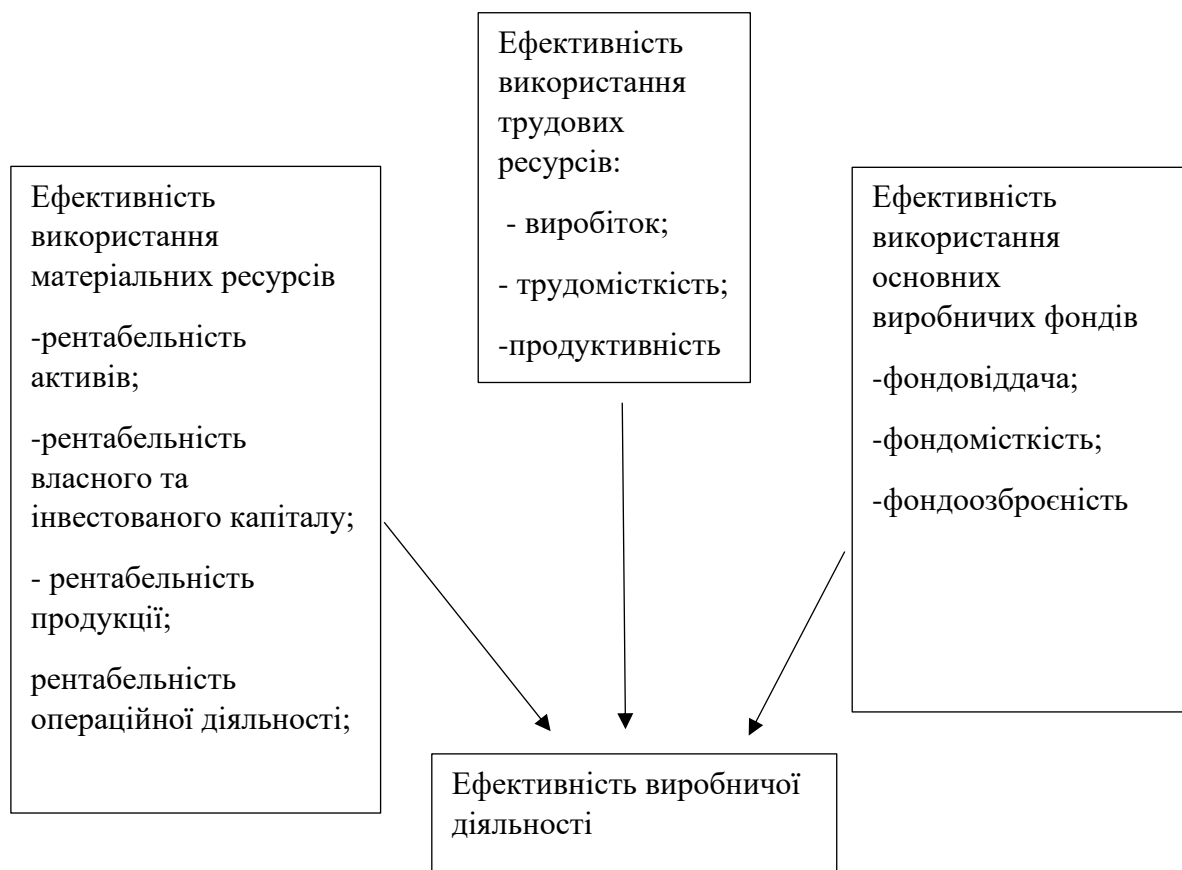 Ефективність
використання
трудових
ресурсів:
- виробіток;
- трудомісткість;
-продуктивність
Ефективність
використання
матеріальних ресурсів
-рентабельність
активів;
-рентабельність
власного та
інвестованого капіталу;
- рентабельність
продукції;
рентабельність
операційної діяльності;
Ефективність
використання
основних
виробничих фондів
-фондовіддача;
-фондомісткість;
-фондоозброєність
Ефективність виробничої
діяльності